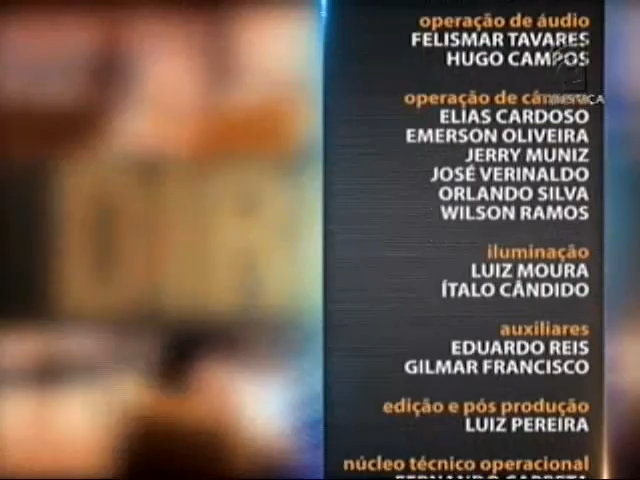 operação de áudio
FELISMAR TAVARES
HUGO CAMPOS
operação de
ELIAS CARDOSO
EMERSON OLIVEIRA
JERRY MUNIZ
JOSÉ VERINALDO
ORLANDO SILVA
WILSON RAMOS
iluminação
LUIZ MOURA
ÍTALO CÂNDIDO
auxiliares
EDUARDO REIS
GILMAR FRANCISCO
edição e pós produção
LUIZ PEREIRA
núcleo técnico operacional
FERNANDO